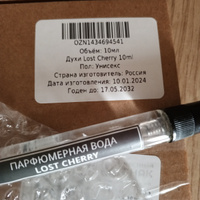 OZN1434694541
Объём: 10мл
Духи Lost Cherry 10ml
Пол: Унисекс
Страна изготовитель: Россия
Дата изготовления: 10.01.2024
Годен до: 17.05.2032
ПАРФЮМЕРНАЯ ВОДА
LOST CHERRY